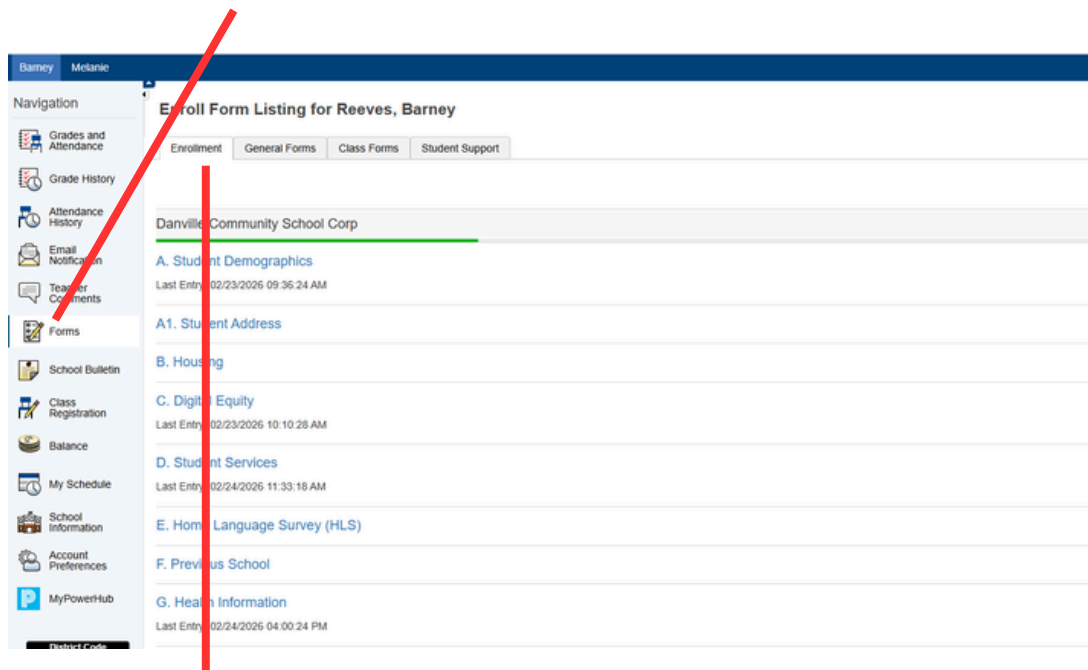 Barney Melanie
Navigation
Grades and
Attendance
Grade History
Attendance
History
Email
Notification
Teacher
Comments
Forms
School Bulletin
Class
Registration
Balance
My Schedule
School
Information
Account
Preferences
MyPowerHub
District Code
Enroll Form Listing for Reeves, Barney
Enrollment General Forms Class Forms Student Support
Danville Community School Corp
A. Student Demographics
Last Entry: 02/23/2026 09:36:24 AM
A1. Student Address
B. Housing
C. Digital Equity
Last Entry: 02/23/2026 10:10:28 AM
D. Student Services
Last Entry: 02/24/2026 11:33:18 AM
E. Home Language Survey (HLS)
F. Previous School
G. Health Information
Last Entry: 02/24/2026 04:00:24 PM